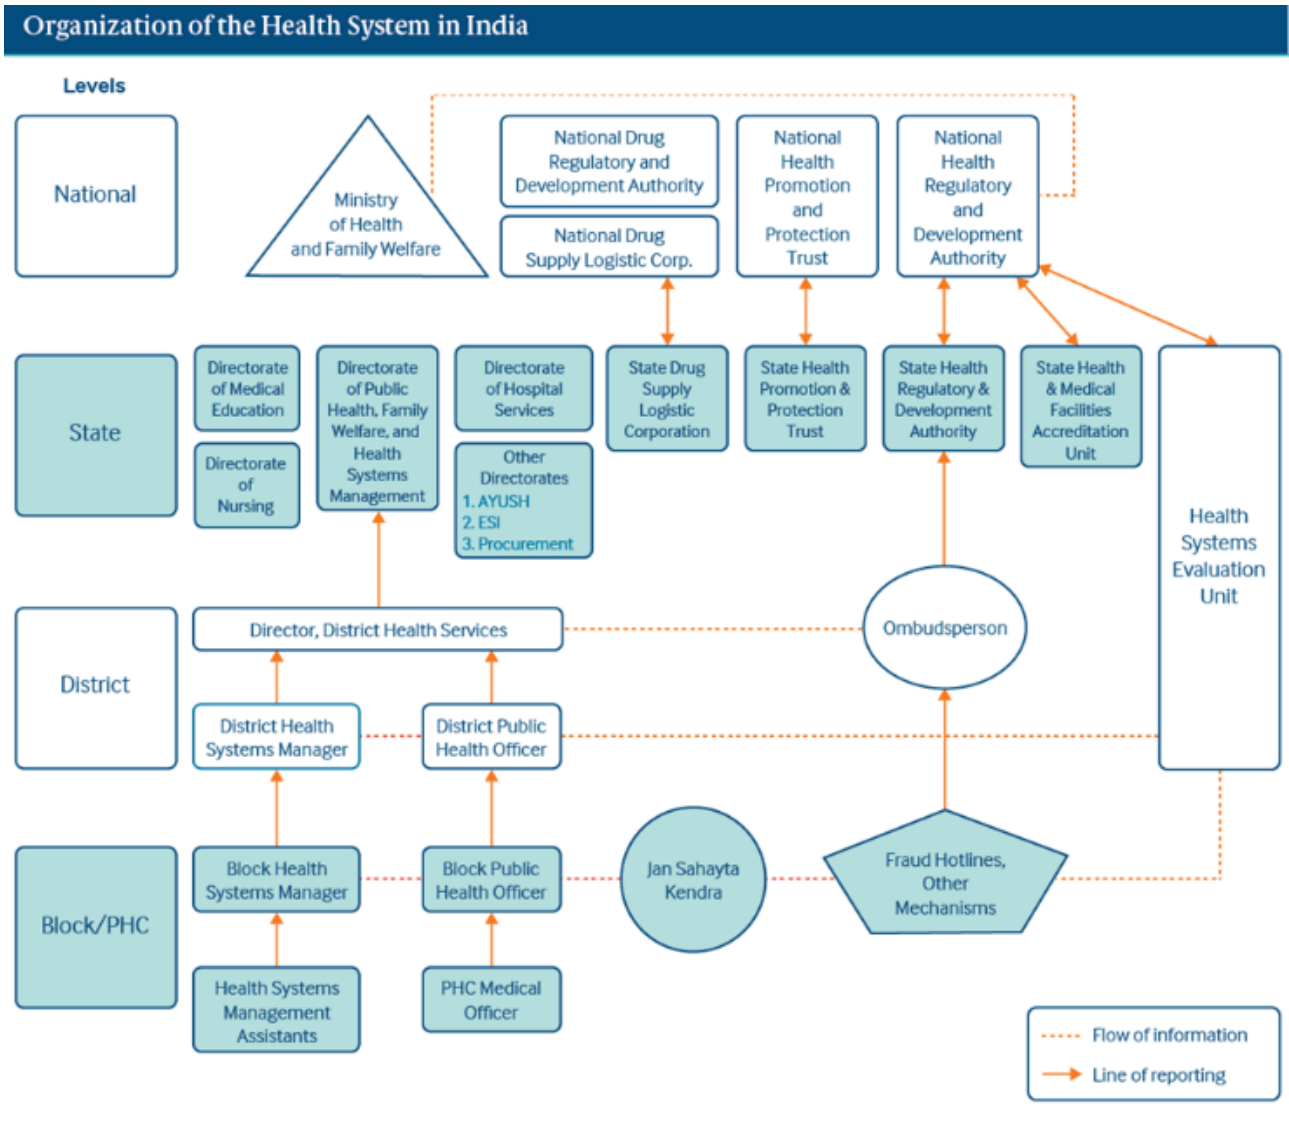 Organization of the Health System in India
Levels
National
Ministry
of Health
and Family Welfare
National Drug
Regulatory and
Development Authority
National Drug
Supply Logistic Corp.
National
Health
Promotion
and
Protection
Trust
National
Health
Regulatory
and
Development
Authority
State
Directorate
of Medical
Education
Directorate
of
Nursing
Directorate
of Public
Health, Family
Welfare, and
Health
Systems
Management
Directorate
of Hospital
Services
Other
Directorates
1. AYUSH
2. ESI
3. Procurement
State Drug
Supply
Logistic
Corporation
State Health
Promotion &
Protection
Trust
State Health
Regulatory &
Development
Authority
State Health
& Medical
Facilities
Accreditation
Unit
Health
Systems
Evaluation
Unit
District
Director, District Health Services
Ombudsperson
District Health
Systems Manager
District Public
Health Officer
Block/PHC
Block Health
Systems Manager
Block Public
Health Officer
Jan Sahayta
Kendra
Fraud Hotlines,
Other
Mechanisms
Health Systems
Management
Assistants
PHC Medical
Officer
Flow of information
Line of reporting